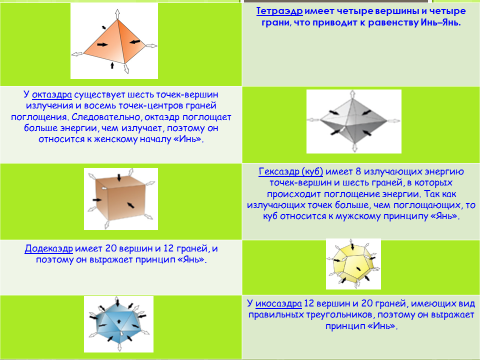 Тетраэдр имеет четыре вершины и четыре
грани, что приводит к равенству Инь–Янь.
У октаэдра существует шесть точек-вершин
излучения и восемь точек-центров граней
поглощения. Следовательно, октаэдр поглощает
больше энергии, чем излучает, поэтому он
относится к женскому началу «Инь».
Гексаэдр (куб) имеет 8 излучающих энергию
точек-вершин и шесть граней, в которых
происходит поглощение энергии. Так как
излучающих точек больше, чем поглощающих, то
куб относится к мужскому принципу «Янь».
Додекаэдр имеет 20 вершин и 12 граней, и
поэтому он выражает принцип «Янь».
У икосаэдра 12 вершин и 20 граней, имеющих вид
правильных треугольников, поэтому он выражает
принцип «Инь».